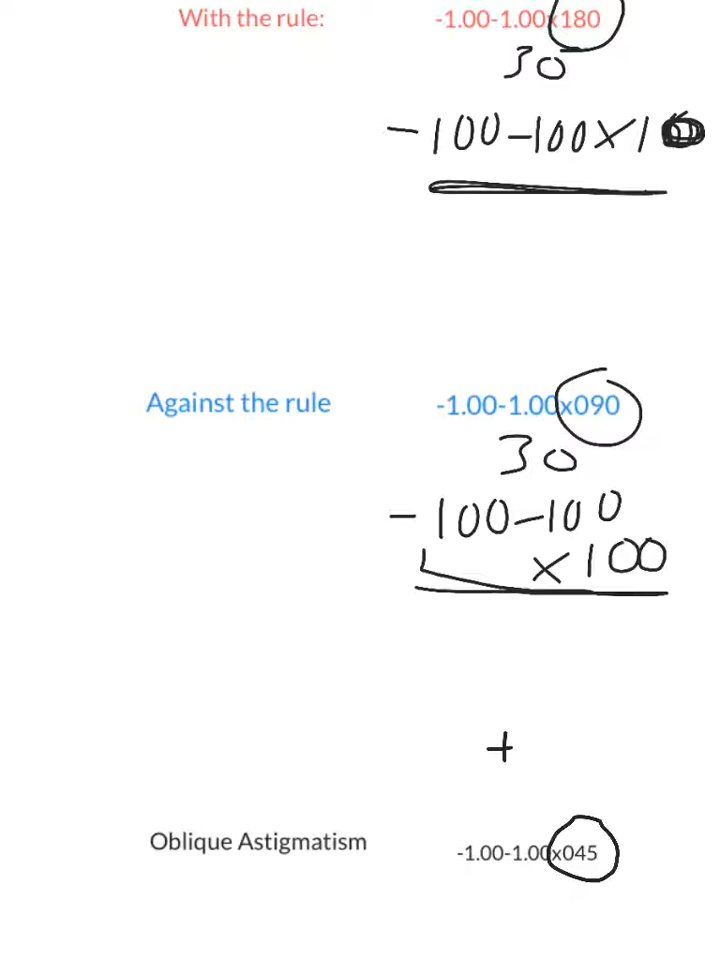 With the rule: -1.00-1.00x180
30
-100-100x1
Against the rule -1.00-1.00x090
30
-100-100
x100
+
Oblique Astigmatism -1.00-1.00x045